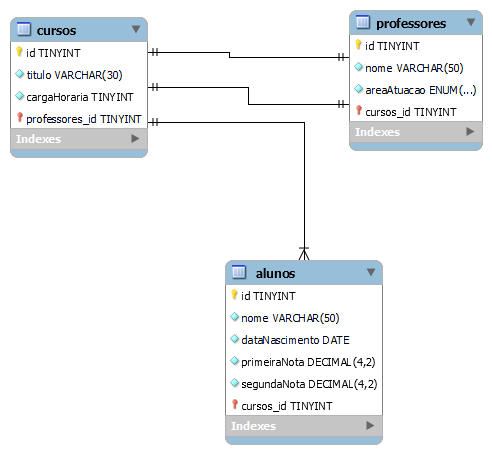 cursos
id TINYINT
titulo VARCHAR(30)
cargaHoraria TINYINT
professores_id TINYINT
Indexes
professores
id TINYINT
nome VARCHAR(50)
areaAtuacao ENUM(...)
cursos_id TINYINT
Indexes
alunos
id TINYINT
nome VARCHAR(50)
dataNascimento DATE
primeiraNota DECIMAL(4,2)
segundaNota DECIMAL(4,2)
cursos_id TINYINT
Indexes